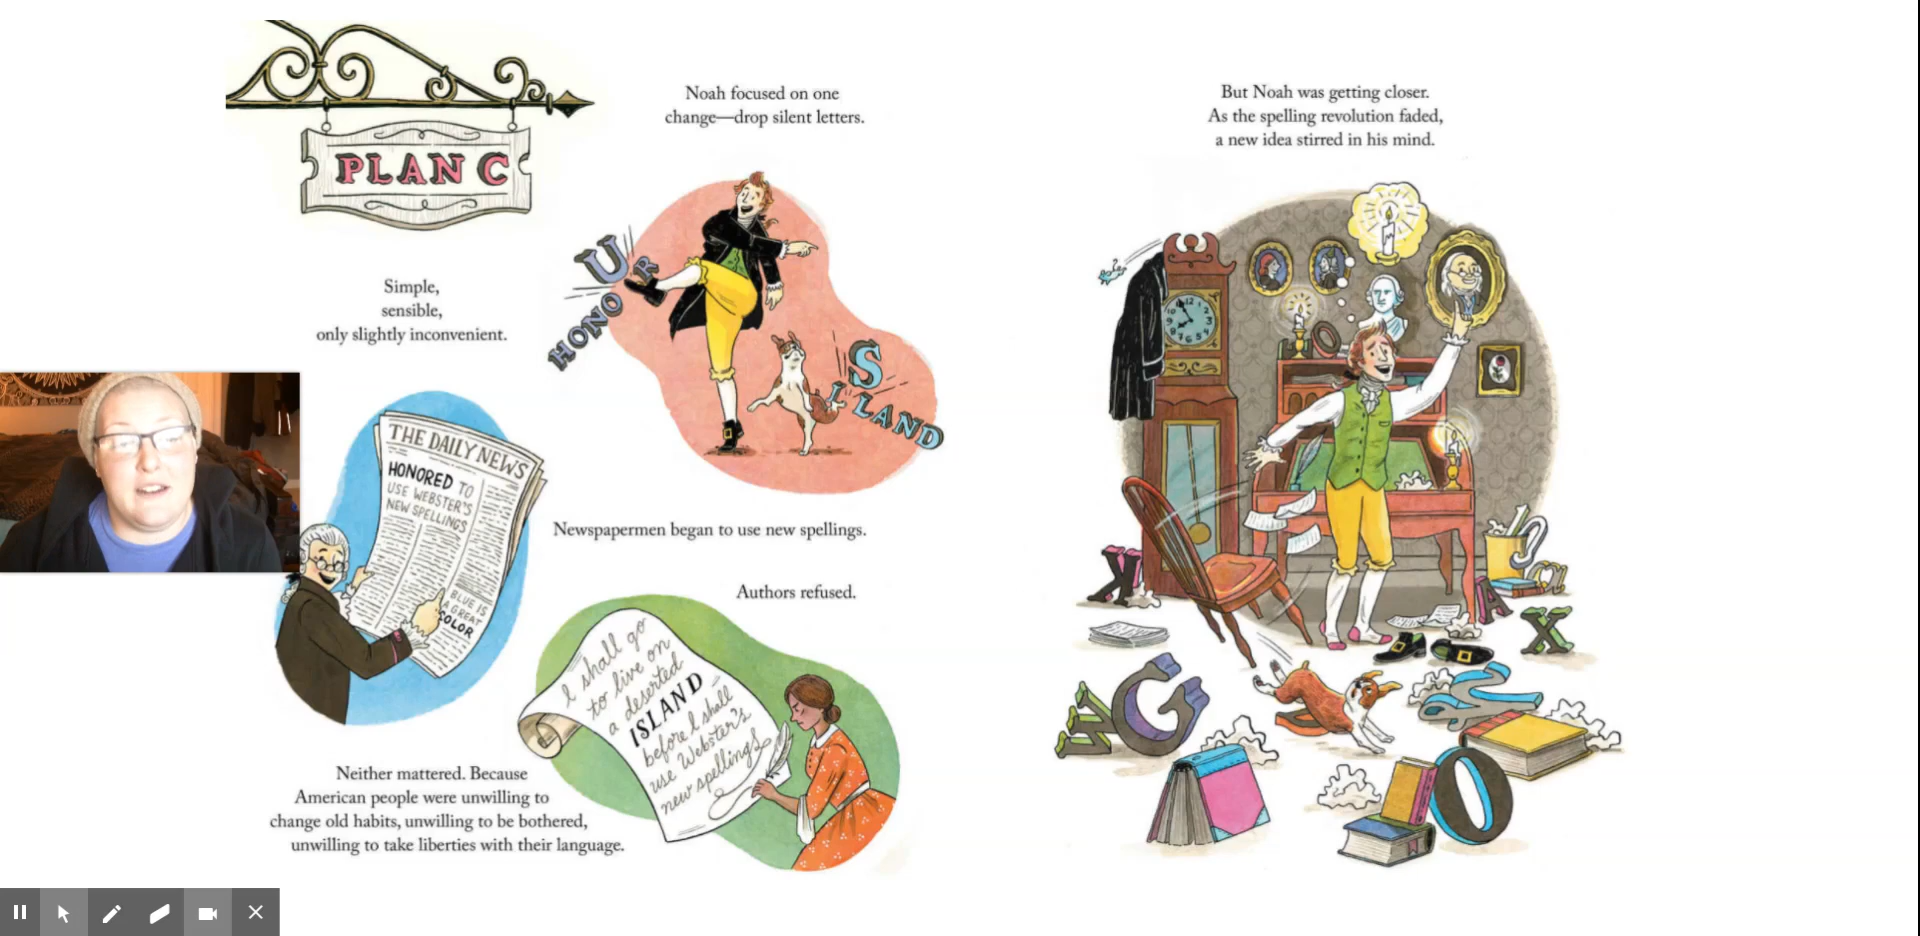 PLAN C
Simple,
sensible,
only slightly inconvenient.
Noah focused on one
change—drop silent letters.
HONOUR
ISLAND
THE DAILY NEWS
HONORED TO
USE WEBSTER'S
NEW SPELLINGS
BLUE IS
A GREAT
COLOR
Newspapermen began to use new spellings.
Authors refused.
I shall go
to live on
a deserted
ISLAND
before I shall
use Webster's
new spellings
Neither mattered. Because
American people were unwilling to
change old habits, unwilling to be bothered,
unwilling to take liberties with their language.
But Noah was getting closer.
As the spelling revolution faded,
a new idea stirred in his mind.
K
A
X
G
O